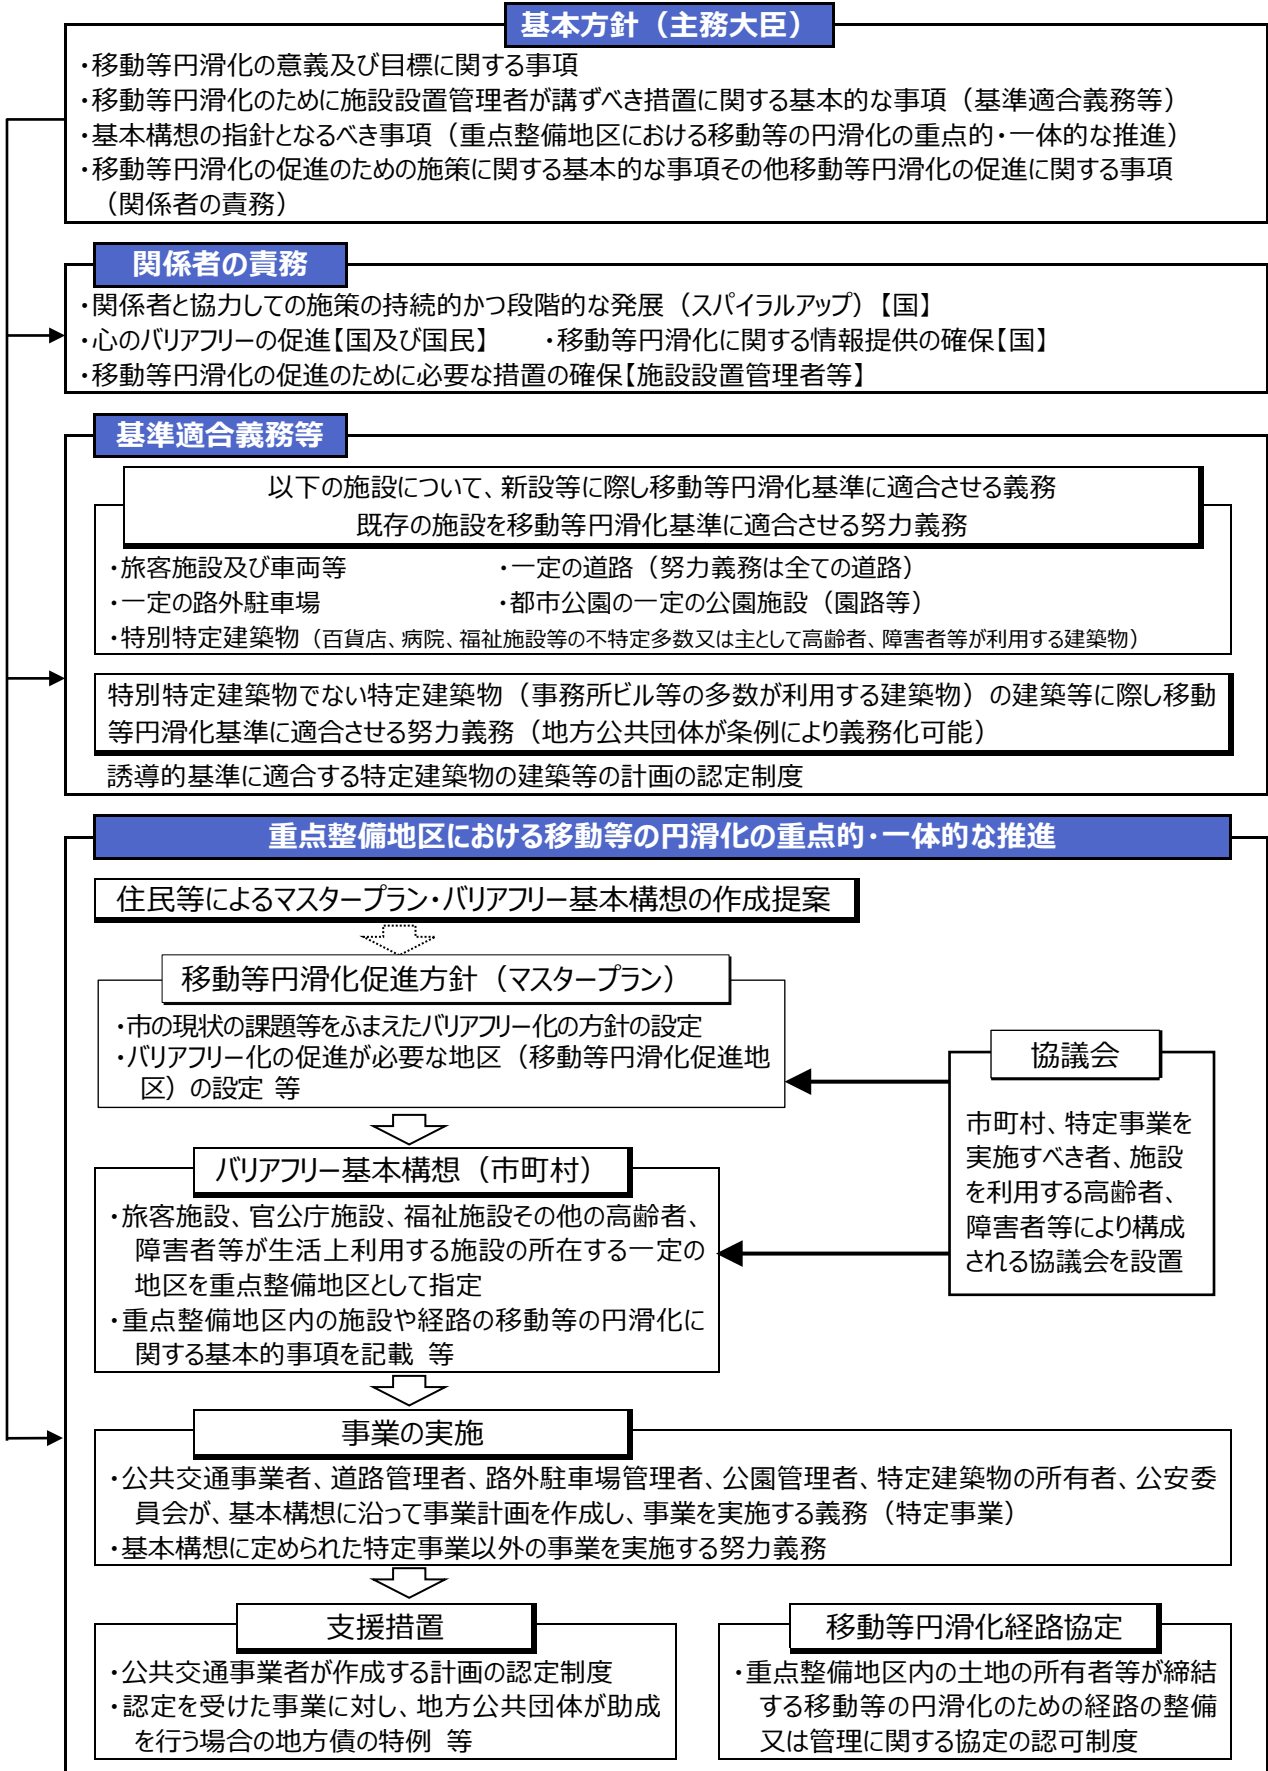 基本方針（主務大臣）
・移動等円滑化の意義及び目標に関する事項
・移動等円滑化のために施設設置管理者が講ずべき措置に関する基本的な事項（基準適合義務等）
・基本構想の指針となるべき事項（重点整備地区における移動等の円滑化の重点的・一体的な推進）
・移動等円滑化の促進のための施策に関する基本的な事項その他移動等円滑化の促進に関する事項
（関係者の責務）
関係者の責務
・関係者と協力しての施策の持続的かつ段階的な発展（スパイラルアップ）【国】
・心のバリアフリーの促進【国及び国民】　・移動等円滑化に関する情報提供の確保【国】
・移動等円滑化の促進のために必要な措置の確保【施設設置管理者等】
基準適合義務等
以下の施設について、新設等に際し移動等円滑化基準に適合させる義務
既存の施設を移動等円滑化基準に適合させる努力義務
・旅客施設及び車両等　・一定の道路（努力義務は全ての道路）
・一定の路外駐車場　・都市公園の一定の公園施設（園路等）
・特別特定建築物（百貨店、病院、福祉施設等の不特定多数又は主として高齢者、障害者等が利用する建築物）
特別特定建築物でない特定建築物（事務所ビル等の多数が利用する建築物）の建築等に際し移動
等円滑化基準に適合させる努力義務（地方公共団体が条例により義務化可能）
誘導的基準に適合する特定建築物の建築等の計画の認定制度
重点整備地区における移動等の円滑化の重点的・一体的な推進
住民等によるマスタープラン・バリアフリー基本構想の作成提案
移動等円滑化促進方針（マスタープラン）
・市の現状の課題等をふまえたバリアフリー化の方針の設定
・バリアフリー化の促進が必要な地区（移動等円滑化促進地
区）の設定 等
協議会
市町村、特定事業を
実施すべき者、施設
を利用する高齢者、
障害者等により構成
される協議会を設置
バリアフリー基本構想（市町村）
・旅客施設、官公庁施設、福祉施設その他の高齢者、
障害者等が生活上利用する施設の所在する一定の
地区を重点整備地区として指定
・重点整備地区内の施設や経路の移動等の円滑化に
関する基本的事項を記載 等
事業の実施
・公共交通事業者、道路管理者、路外駐車場管理者、公園管理者、特定建築物の所有者、公安委
員会が、基本構想に沿って事業計画を作成し、事業を実施する義務（特定事業）
・基本構想に定められた特定事業以外の事業を実施する努力義務
支援措置
・公共交通事業者が作成する計画の認定制度
・認定を受けた事業に対し、地方公共団体が助成
を行う場合の地方債の特例 等
移動等円滑化経路協定
・重点整備地区内の土地の所有者等が締結
する移動等の円滑化のための経路の整備
又は管理に関する協定の認可制度